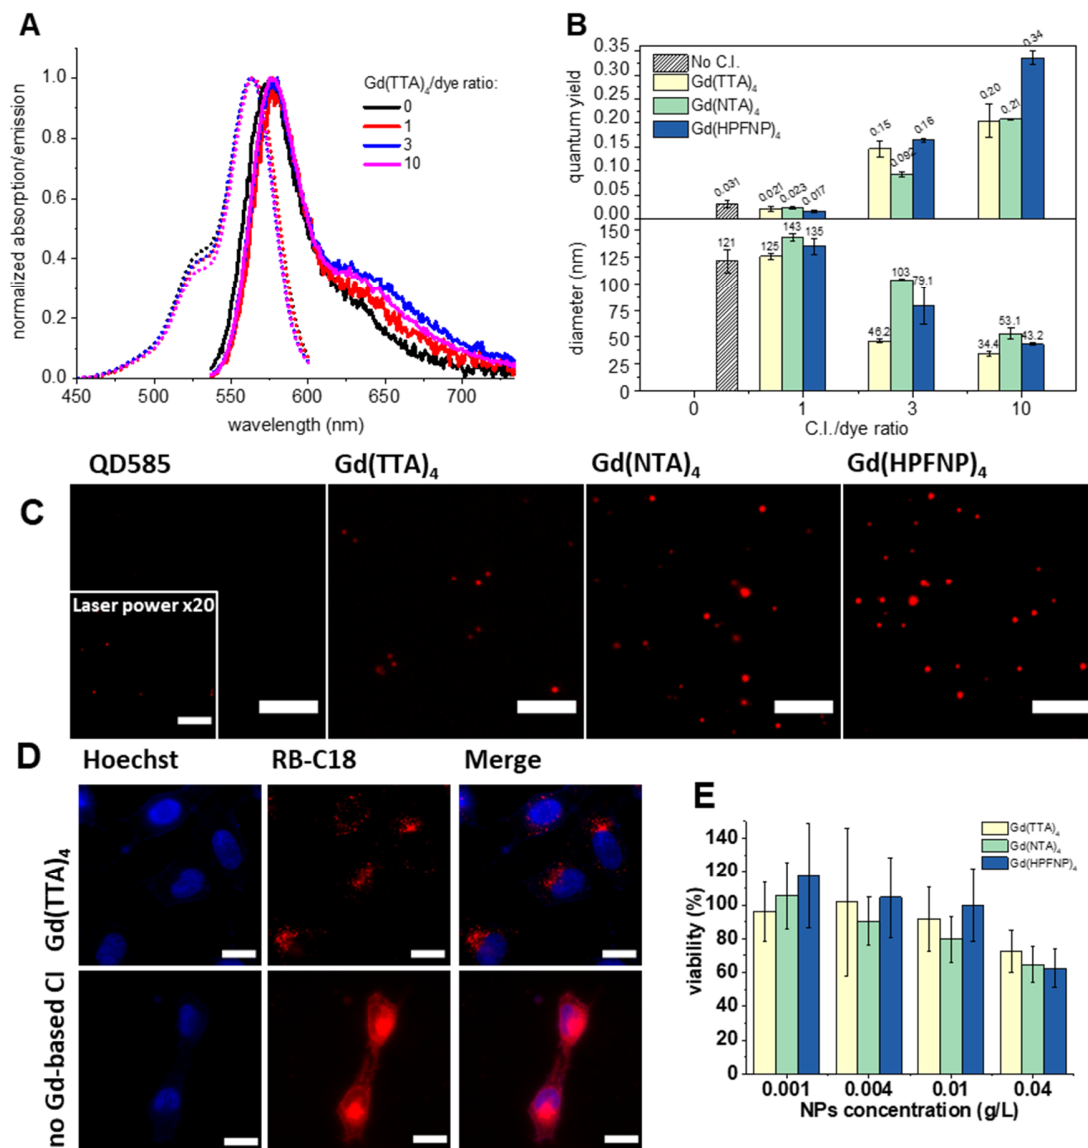 A
Gd(TTA)4/dye ratio:
0
1
3
10
normalized absorption/emission
1.0
0.8
0.6
0.4
0.2
0.0
450 500 550 600 650 700
wavelength (nm)
B
No C.I.
Gd(TTA)4
Gd(NTA)4
Gd(HPFNP)4
quantum yield
0.35
0.30
0.25
0.20
0.15
0.10
0.05
0.00
0.031
0.021 0.023 0.017
0.15 0.092 0.16
0.20 0.21 0.34
diameter (nm)
150
125
100
75
50
25
0
121
125 143 135
46.2 103 79.1
34.4 53.1 43.2
0 1 3 10
C.I./dye ratio
C
QD585 Gd(TTA)4 Gd(NTA)4 Gd(HPFNP)4
Laser power x20
D
Hoechst RB-C18 Merge
Gd(TTA)4
no Gd-based CI
E
Gd(TTA)4
Gd(NTA)4
Gd(HPFNP)4
viability (%)
140
120
100
80
60
40
20
0
0.001 0.004 0.01 0.04
NPs concentration (g/L)